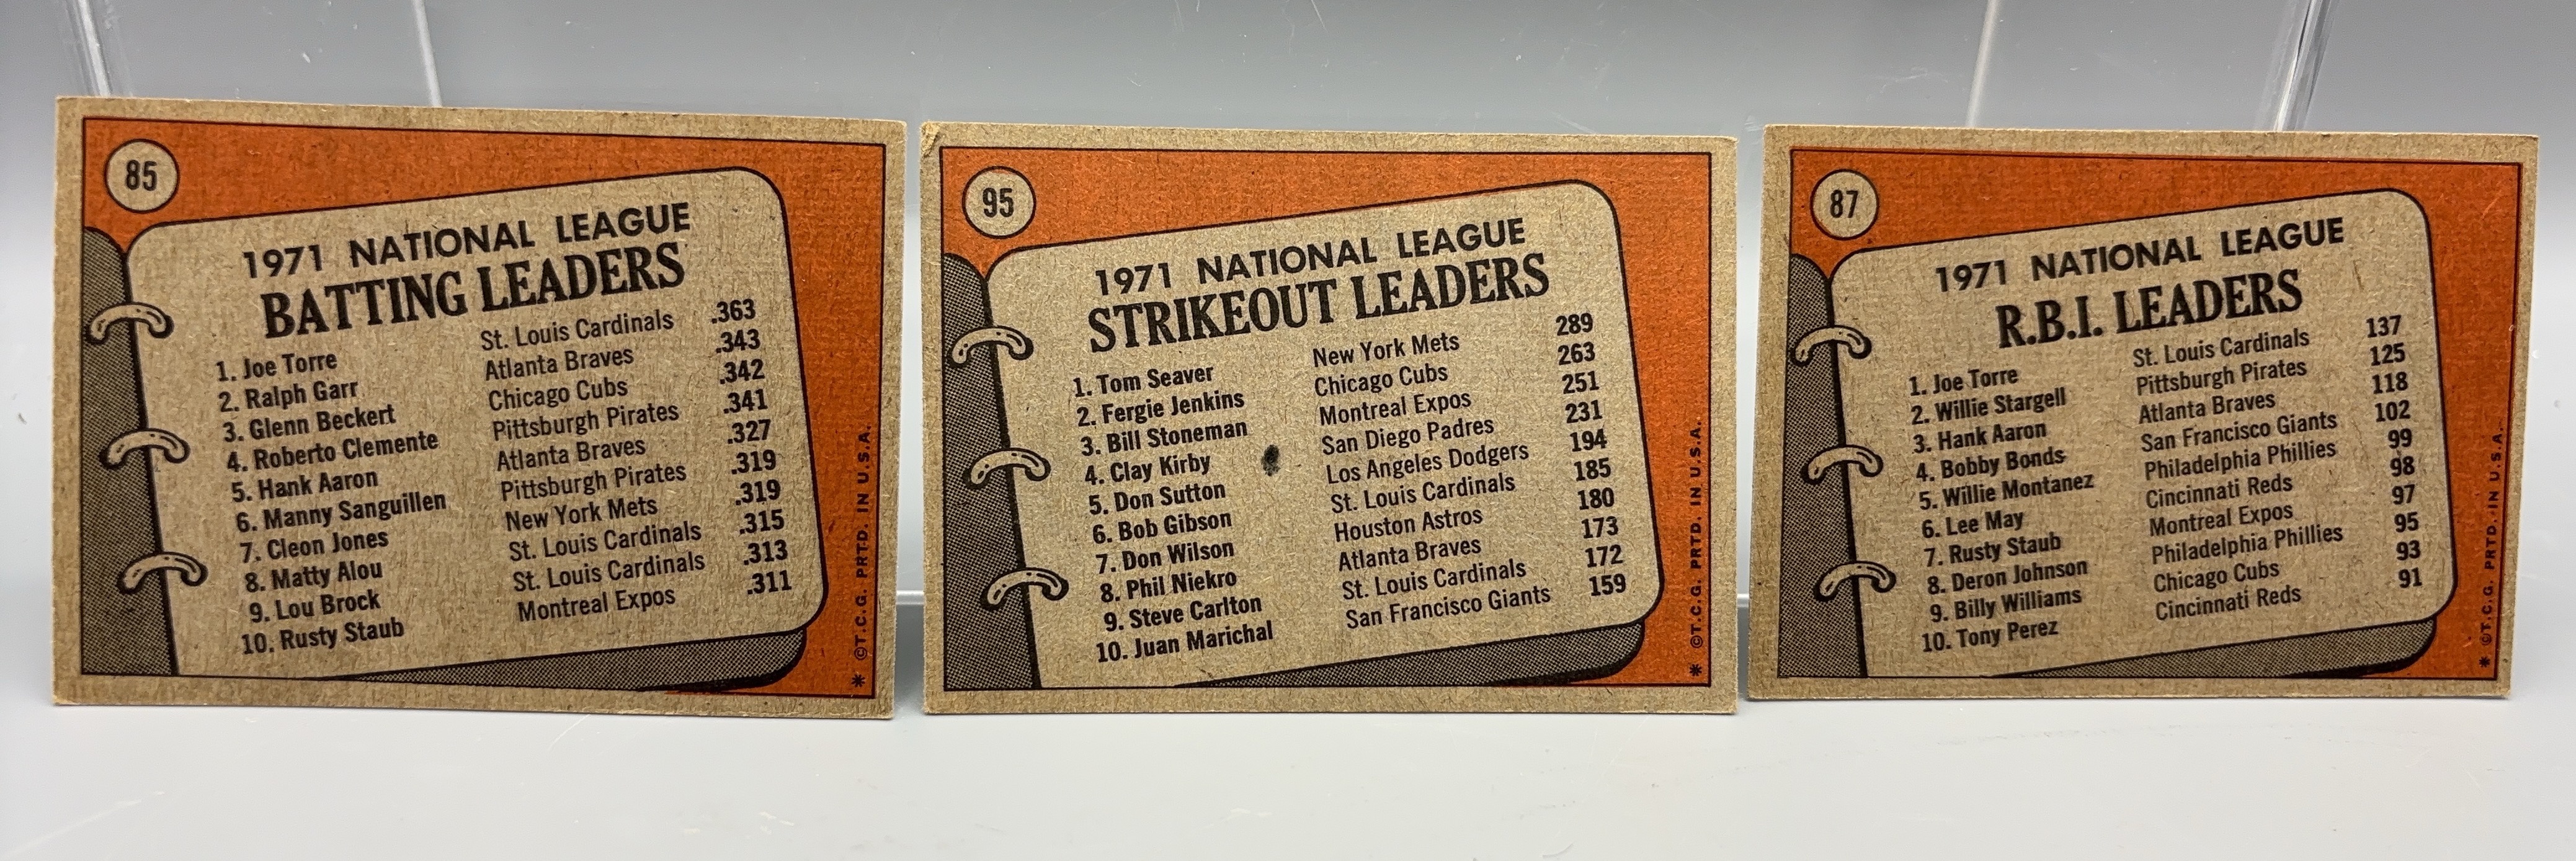 85
1971 NATIONAL LEAGUE
BATTING LEADERS
1. Joe Torre St. Louis Cardinals .363
2. Ralph Garr Atlanta Braves .343
3. Glenn Beckert Chicago Cubs .342
4. Roberto Clemente Pittsburgh Pirates .341
5. Hank Aaron Atlanta Braves .327
6. Manny Sanguillen Pittsburgh Pirates .319
7. Cleon Jones New York Mets .319
8. Matty Alou St. Louis Cardinals .315
9. Lou Brock St. Louis Cardinals .313
10. Rusty Staub Montreal Expos .311
* ©T.C.G. PRTD. IN U.S.A.
95
1971 NATIONAL LEAGUE
STRIKEOUT LEADERS
1. Tom Seaver New York Mets 289
2. Fergie Jenkins Chicago Cubs 263
3. Bill Stoneman Montreal Expos 251
4. Clay Kirby San Diego Padres 231
5. Don Sutton Los Angeles Dodgers 194
6. Bob Gibson St. Louis Cardinals 185
7. Don Wilson Houston Astros 180
8. Phil Niekro Atlanta Braves 173
9. Steve Carlton St. Louis Cardinals 172
10. Juan Marichal San Francisco Giants 159
* ©T.C.G. PRTD. IN U.S.A.
87
1971 NATIONAL LEAGUE
R.B.I. LEADERS
1. Joe Torre St. Louis Cardinals 137
2. Willie Stargell Pittsburgh Pirates 125
3. Hank Aaron Atlanta Braves 118
4. Bobby Bonds San Francisco Giants 102
5. Willie Montanez Philadelphia Phillies 99
6. Lee May Cincinnati Reds 98
7. Rusty Staub Montreal Expos 97
8. Deron Johnson Philadelphia Phillies 95
9. Billy Williams Chicago Cubs 93
10. Tony Perez Cincinnati Reds 91
* ©T.C.G. PRTD. IN U.S.A.